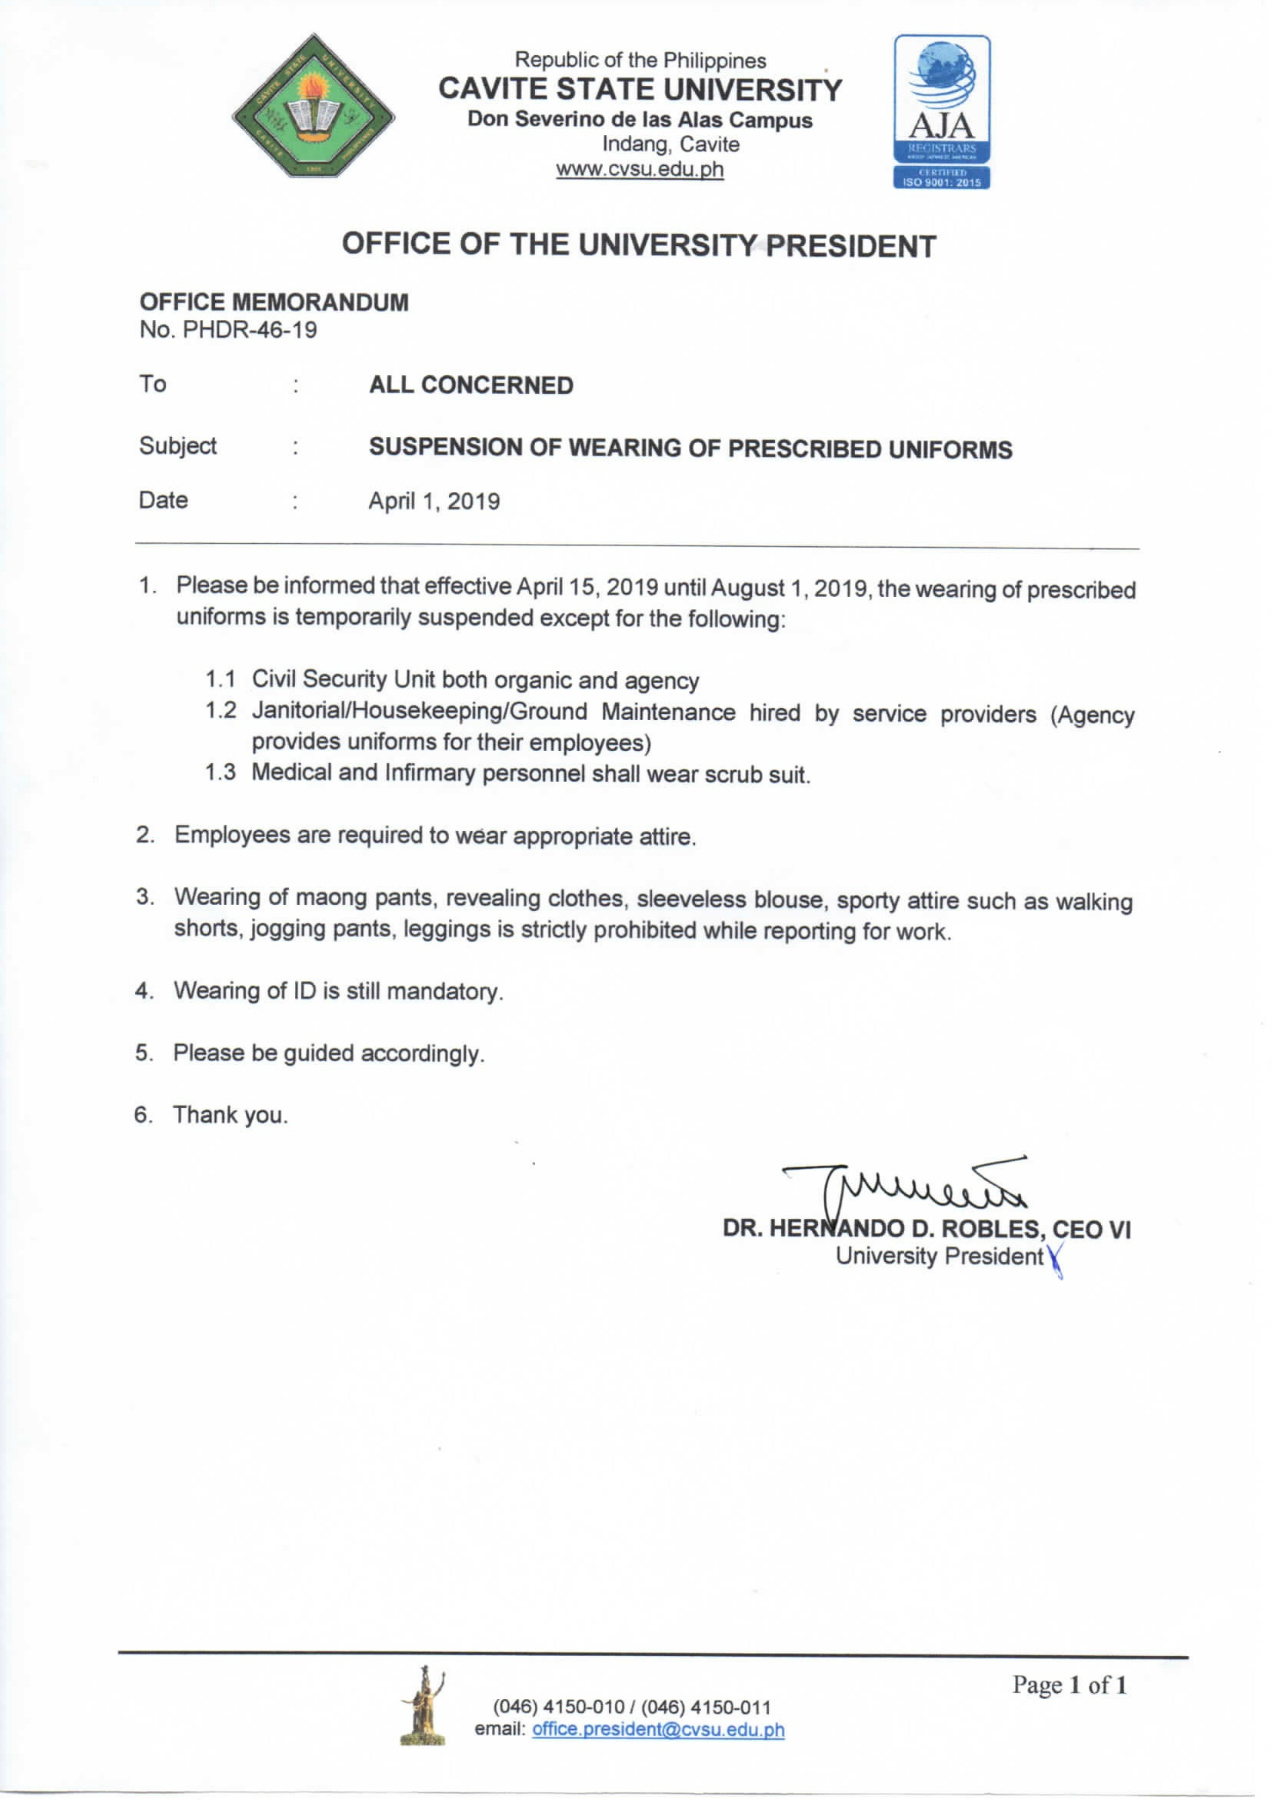 CAVITE STATE UNIVERSITY
CAVITE PHILIPPINES
1906
Republic of the Philippines
CAVITE STATE UNIVERSITY
Don Severino de las Alas Campus
Indang, Cavite
www.cvsu.edu.ph
AJA
REGISTRARS
CERTIFIED
ISO 9001: 2015
OFFICE OF THE UNIVERSITY PRESIDENT
OFFICE MEMORANDUM
No. PHDR-46-19
To : ALL CONCERNED
Subject : SUSPENSION OF WEARING OF PRESCRIBED UNIFORMS
Date : April 1, 2019
1. Please be informed that effective April 15, 2019 until August 1, 2019, the wearing of prescribed
uniforms is temporarily suspended except for the following:
1.1 Civil Security Unit both organic and agency
1.2 Janitorial/Housekeeping/Ground Maintenance hired by service providers (Agency
provides uniforms for their employees)
1.3 Medical and Infirmary personnel shall wear scrub suit.
2. Employees are required to wear appropriate attire.
3. Wearing of maong pants, revealing clothes, sleeveless blouse, sporty attire such as walking
shorts, jogging pants, leggings is strictly prohibited while reporting for work.
4. Wearing of ID is still mandatory.
5. Please be guided accordingly.
6. Thank you.
DR. HERNANDO D. ROBLES, CEO VI
University President
Page 1 of 1
(046) 4150-010 / (046) 4150-011
email: office.president@cvsu.edu.ph